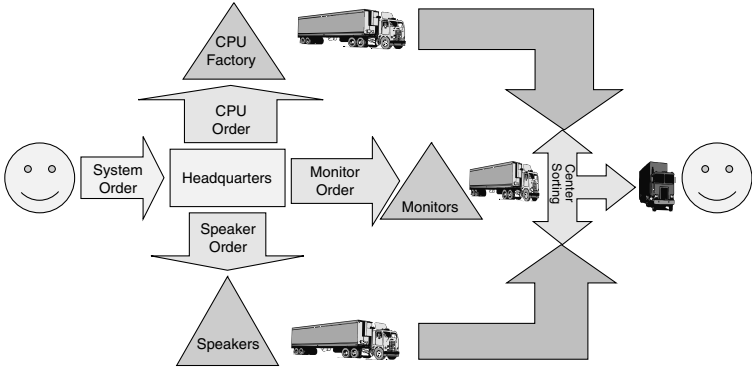 CPU
Factory
CPU
Order
System
Order
Headquarters
Monitor
Order
Monitors
Center
Sorting
Speaker
Order
Speakers